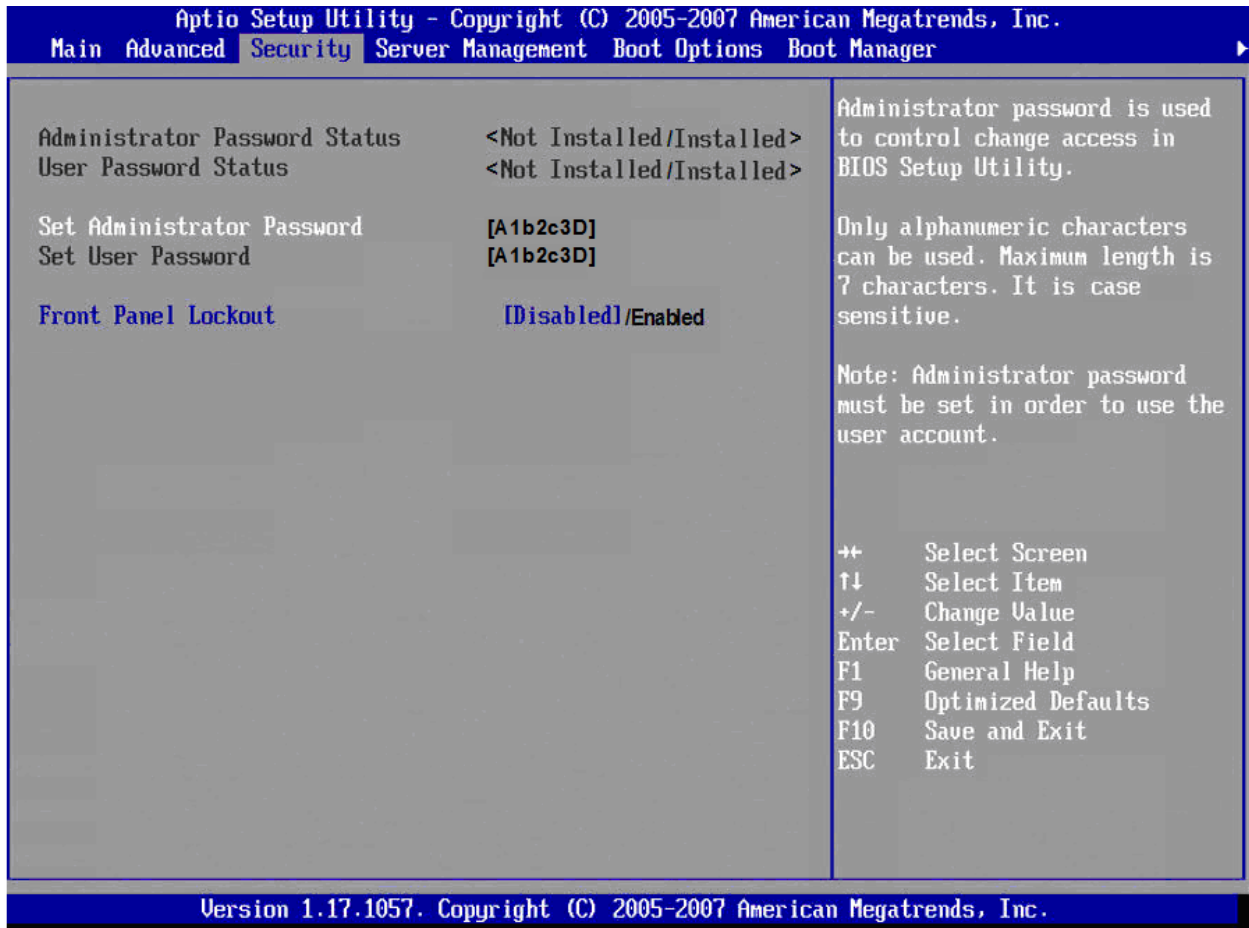 Aptio Setup Utility - Copyright (C) 2005-2007 American Megatrends, Inc.
Main Advanced Security Server Management Boot Options Boot Manager
Administrator Password Status <Not Installed/Installed>
User Password Status <Not Installed/Installed>
Set Administrator Password [A1b2c3D]
Set User Password [A1b2c3D]
Front Panel Lockout [Disabled]/Enabled
Administrator password is used
to control change access in
BIOS Setup Utility.
Only alphanumeric characters
can be used. Maximum length is
7 characters. It is case
sensitive.
Note: Administrator password
must be set in order to use the
user account.
→← Select Screen
↑↓ Select Item
+/- Change Value
Enter Select Field
F1 General Help
F9 Optimized Defaults
F10 Save and Exit
ESC Exit
Version 1.17.1057. Copyright (C) 2005-2007 American Megatrends, Inc.